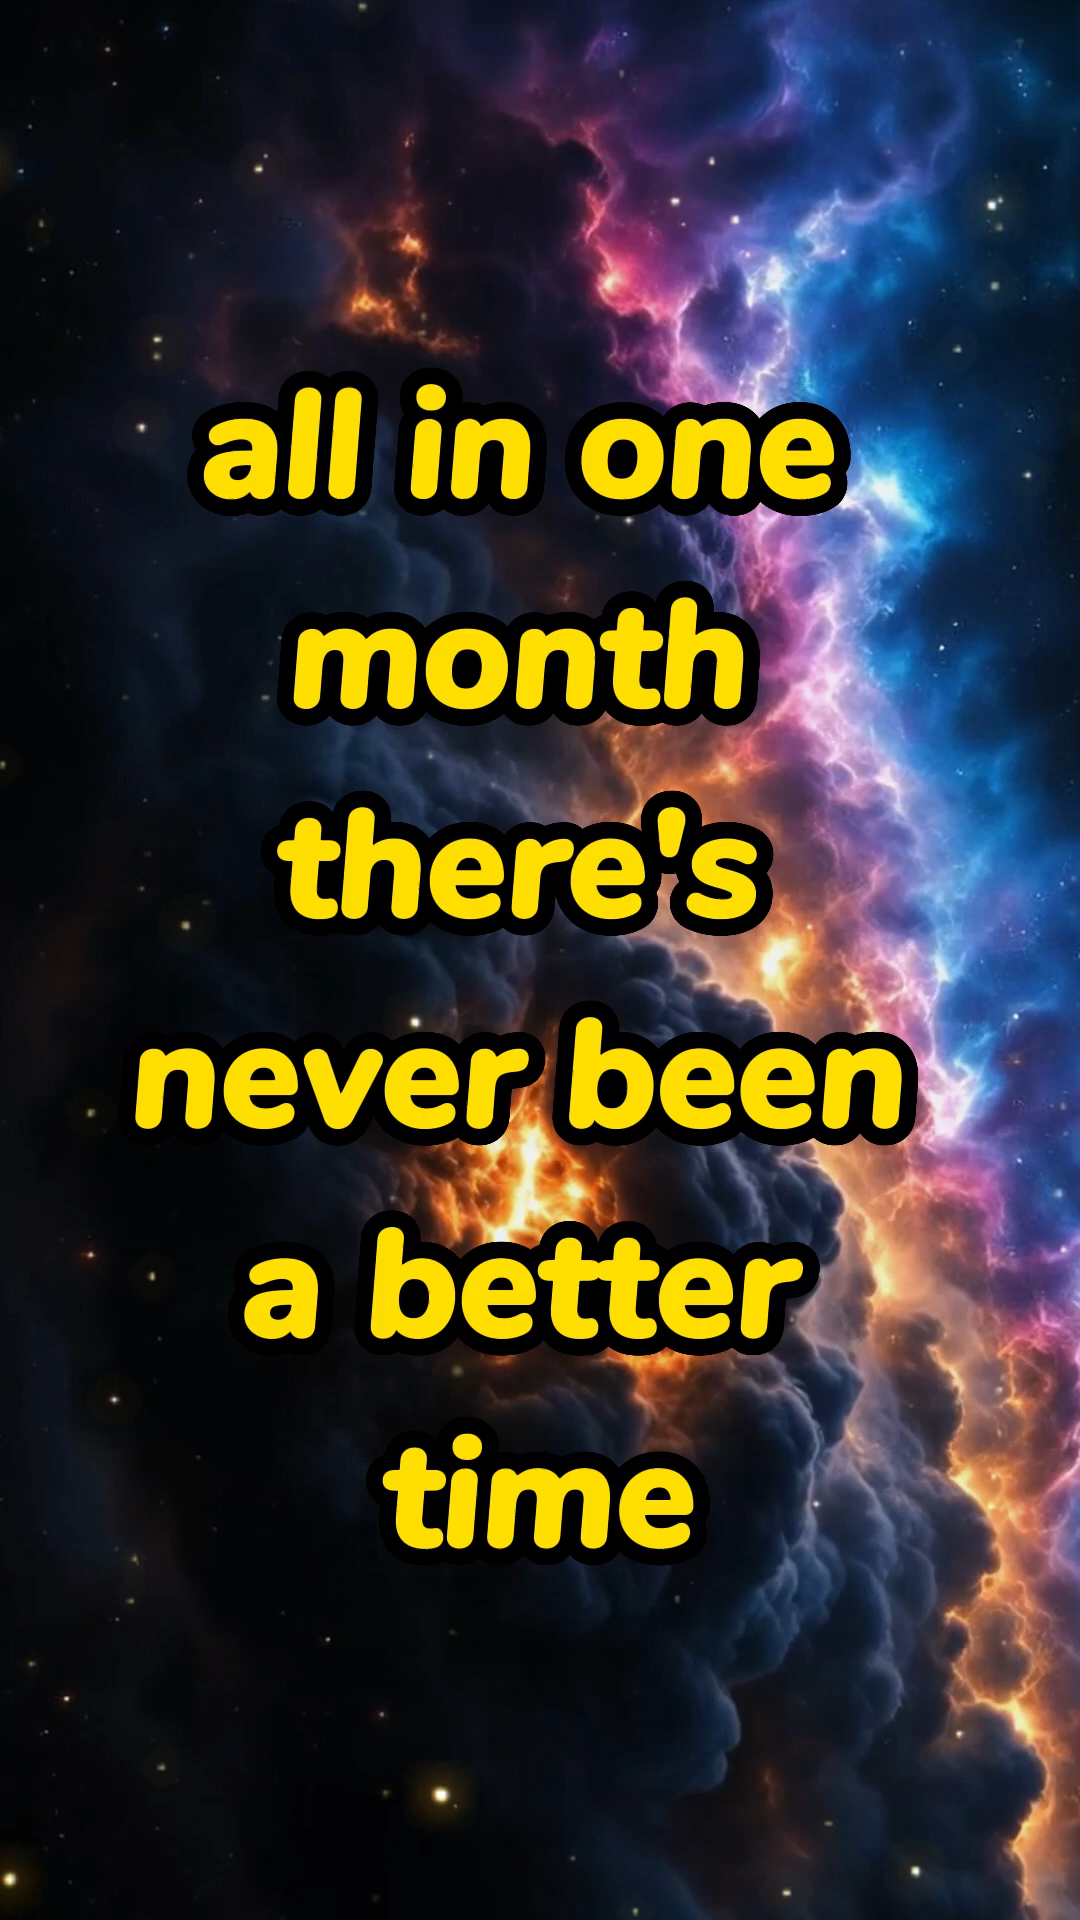 all in one
month
there's
never been
a better
time